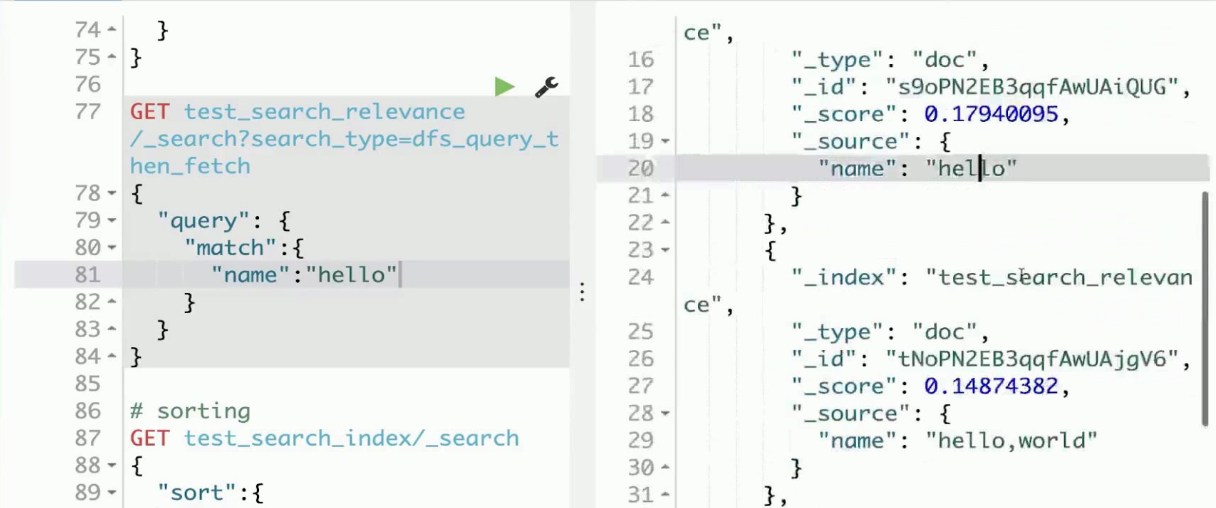 74 }
75 }
76
77 GET test_search_relevance
/_search?search_type=dfs_query_t
hen_fetch
78 {
79 "query": {
80 "match":{
81 "name":"hello"
82 }
83 }
84 }
85
86 # sorting
87 GET test_search_index/_search
88 {
89 "sort":{
ce",
16 "_type": "doc",
17 "_id": "s9oPN2EB3qqfAwUAiQUG",
18 "_score": 0.17940095,
19 "_source": {
20 "name": "hello"
21 }
22 },
23 {
24 "_index": "test_search_relevan
ce",
25 "_type": "doc",
26 "_id": "tNoPN2EB3qqfAwUAjgV6",
27 "_score": 0.14874382,
28 "_source": {
29 "name": "hello,world"
30 }
31 },